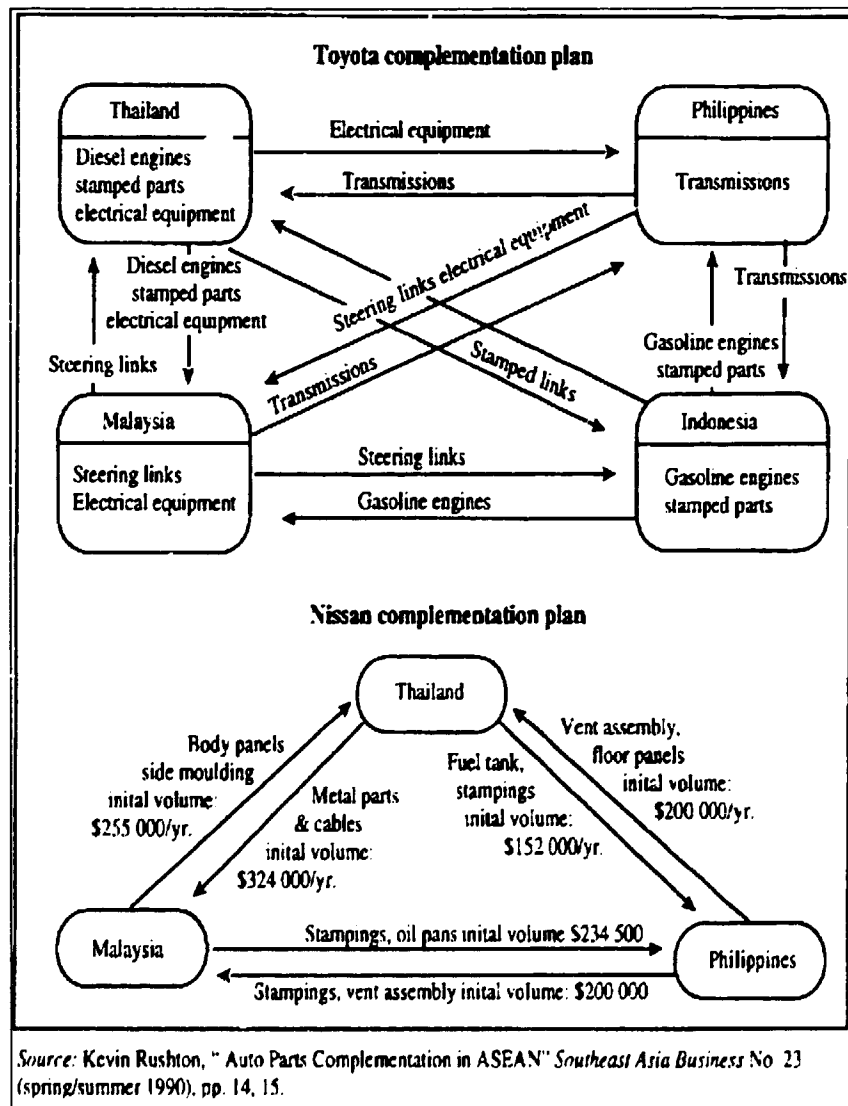 Toyota complementation plan
Thailand
Diesel engines
stamped parts
electrical equipment
Philippines
Transmissions
Electrical equipment
Transmissions
Steering links electrical equipment
Transmissions
Stamped links
Diesel engines
stamped parts
electrical equipment
Steering links
Transmissions
Gasoline engines
stamped parts
Malaysia
Steering links
Electrical equipment
Indonesia
Gasoline engines
stamped parts
Steering links
Gasoline engines
Nissan complementation plan
Thailand
Body panels
side moulding
inital volume:
$255 000/yr.
Metal parts
& cables
inital volume:
$324 000/yr.
Fuel tank,
stampings
inital volume:
$152 000/yr.
Vent assembly,
floor panels
inital volume:
$200 000/yr.
Malaysia
Stampings, oil pans inital volume $234 500
Stampings, vent assembly inital volume: $200 000
Philippines
Source: Kevin Rushton, " Auto Parts Complementation in ASEAN" Southeast Asia Business No 23
(spring/summer 1990), pp. 14, 15.